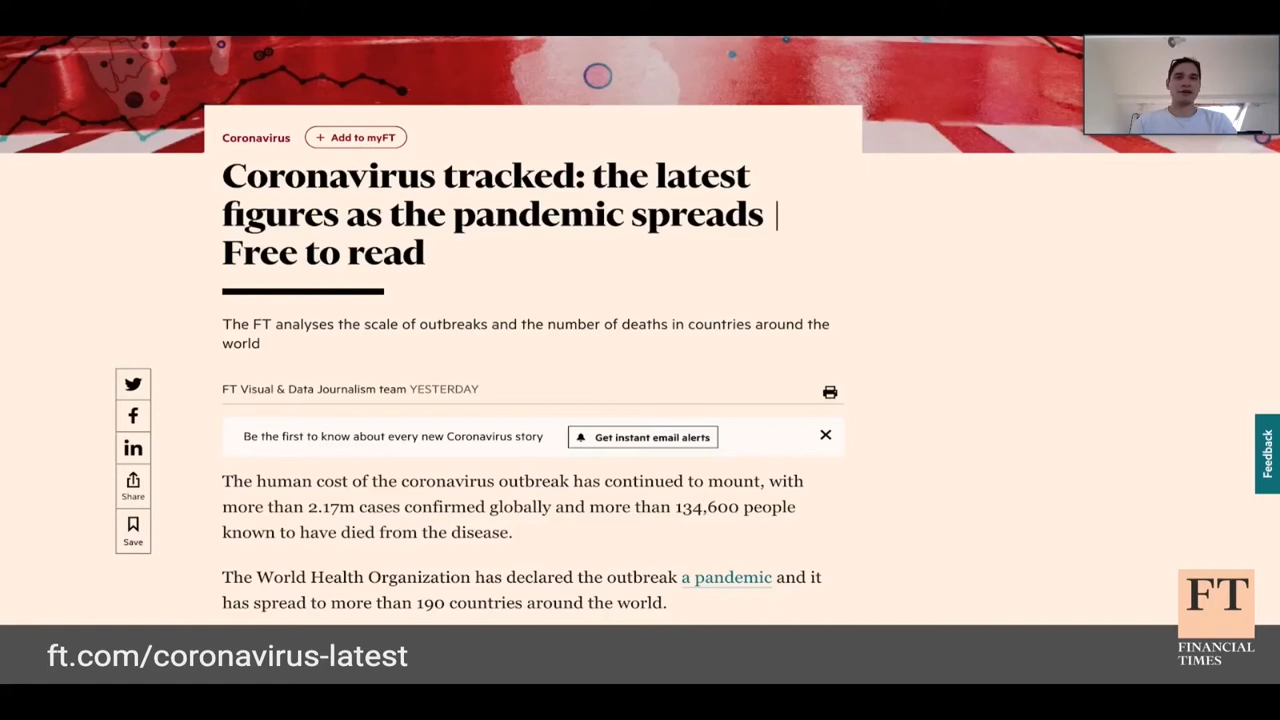 Coronavirus
+ Add to myFT
Coronavirus tracked: the latest
figures as the pandemic spreads |
Free to read
The FT analyses the scale of outbreaks and the number of deaths in countries around the
world
FT Visual & Data Journalism team YESTERDAY
Be the first to know about every new Coronavirus story
Get instant email alerts
Share
Save
The human cost of the coronavirus outbreak has continued to mount, with
more than 2.17m cases confirmed globally and more than 134,600 people
known to have died from the disease.
The World Health Organization has declared the outbreak a pandemic and it
has spread to more than 190 countries around the world.
Feedback
FT
FINANCIAL
TIMES
ft.com/coronavirus-latest